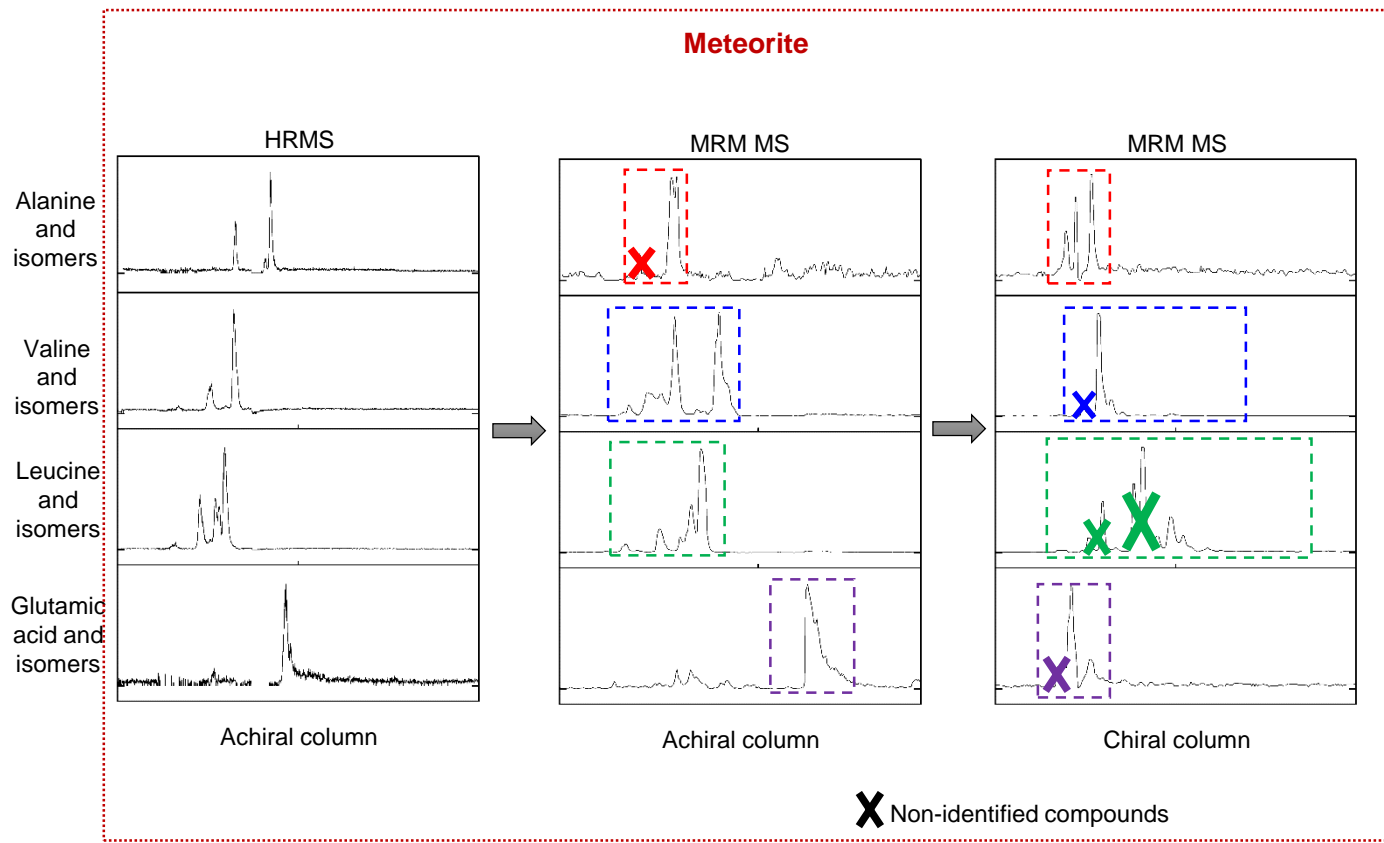 Meteorite
HRMS
MRM MS
MRM MS
Alanine
and
isomers
Valine
and
isomers
Leucine
and
isomers
Glutamic
acid and
isomers
Achiral column
Achiral column
Chiral column
Non-identified compounds